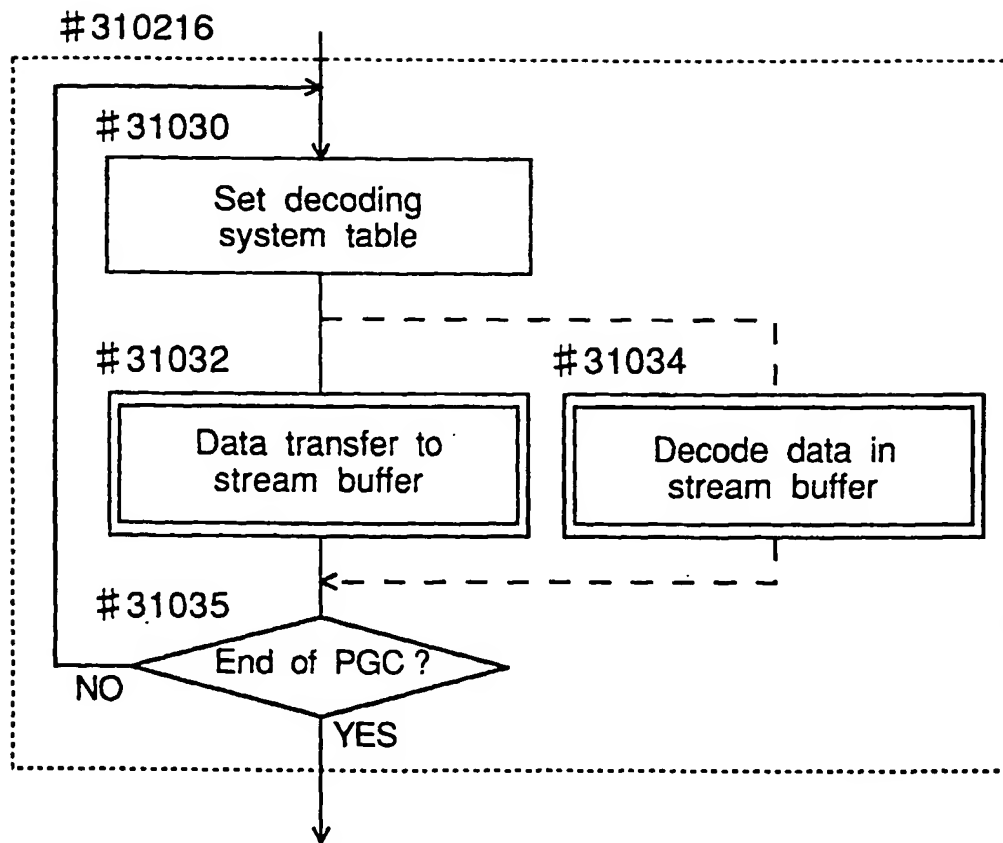 #310216
#31030
Set decoding
system table
#31032
#31034
Data transfer to
stream buffer
Decode data in
stream buffer
#31035
End of PGC?
NO
YES